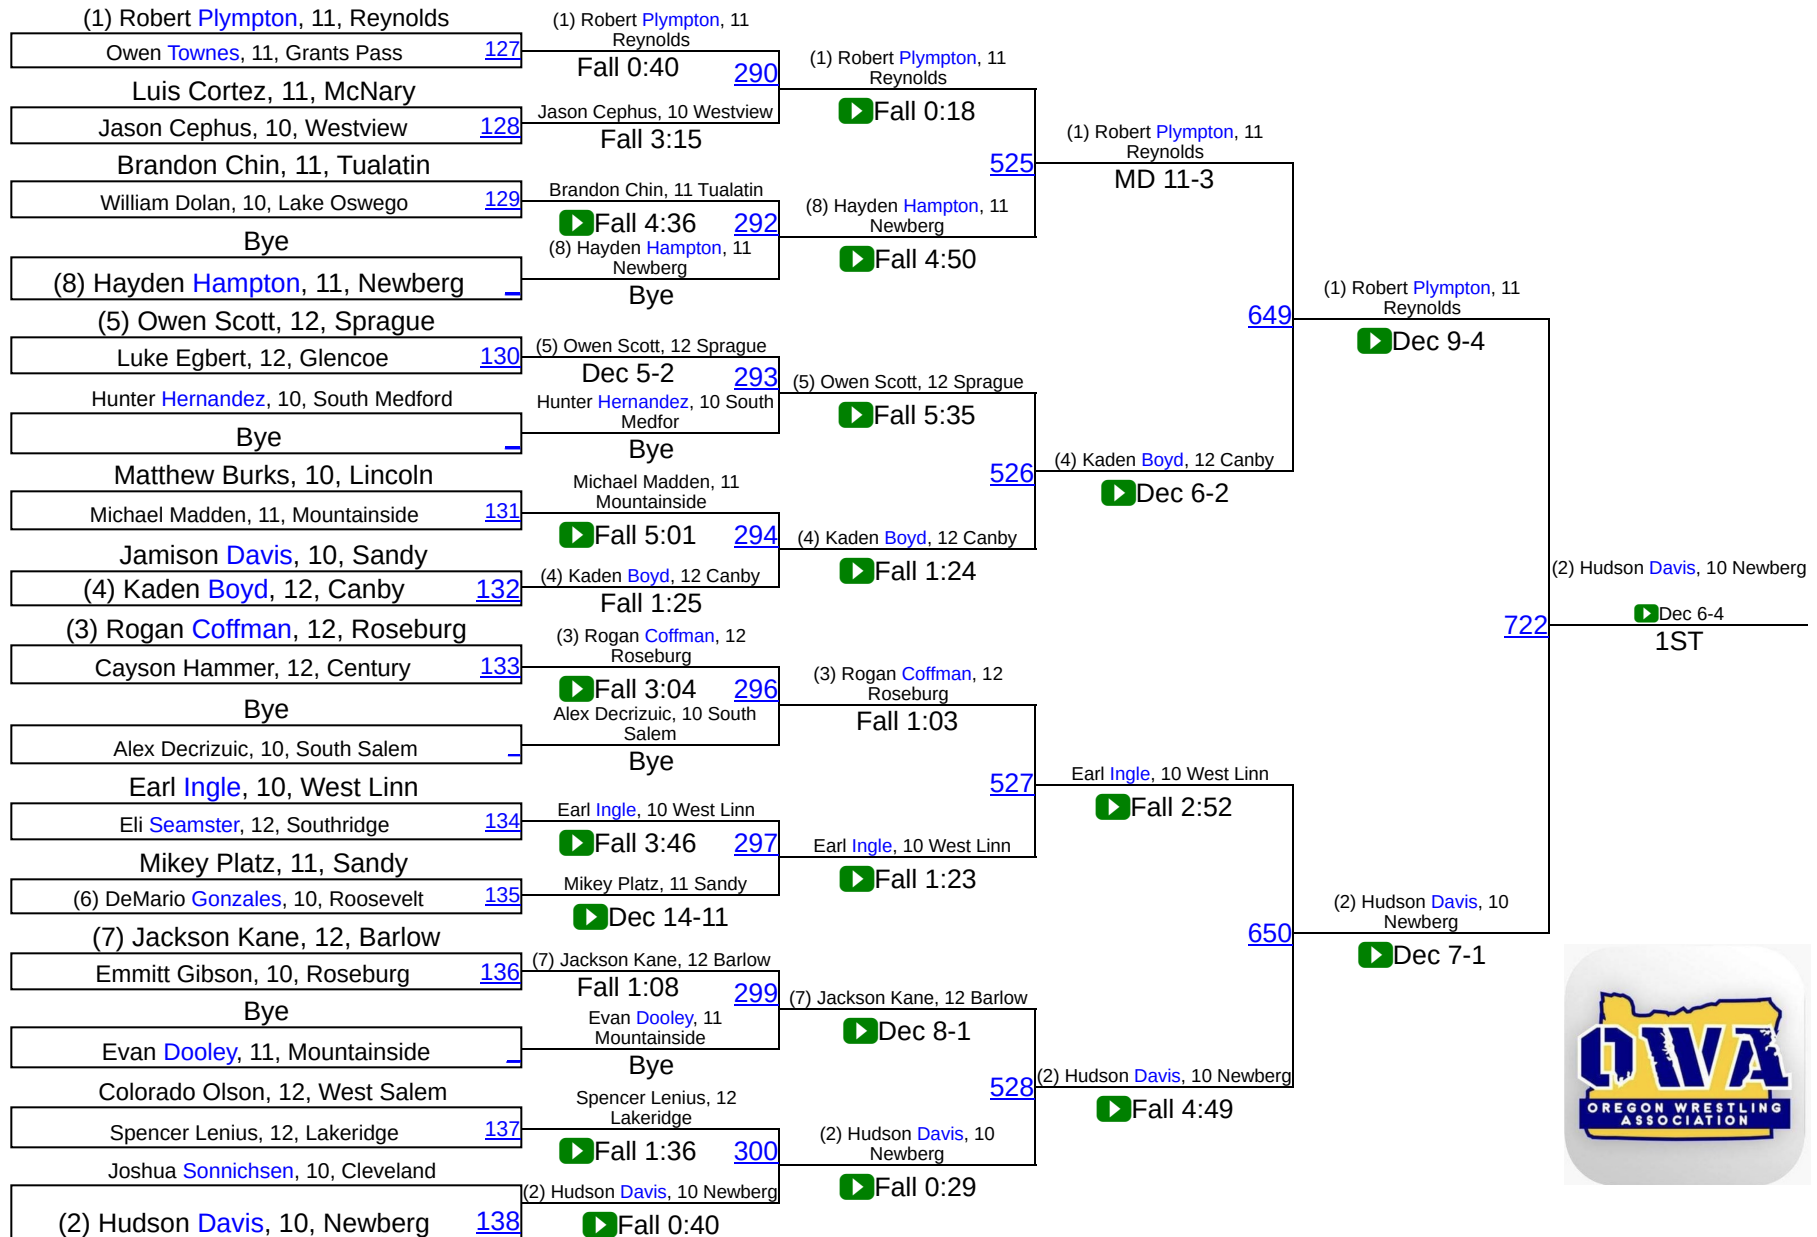 (1) Robert Plympton, 11, Reynolds
Owen Townes, 11, Grants Pass 127
Luis Cortez, 11, McNary
Jason Cephus, 10, Westview 128
Brandon Chin, 11, Tualatin
William Dolan, 10, Lake Oswego 129
Bye
(8) Hayden Hampton, 11, Newberg
(5) Owen Scott, 12, Sprague
Luke Egbert, 12, Glencoe 130
Hunter Hernandez, 10, South Medford
Bye
Matthew Burks, 10, Lincoln
Michael Madden, 11, Mountainside 131
Jamison Davis, 10, Sandy
(4) Kaden Boyd, 12, Canby 132
(3) Rogan Coffman, 12, Roseburg
Cayson Hammer, 12, Century 133
Bye
Alex Decrizuic, 10, South Salem
Earl Ingle, 10, West Linn
Eli Seamster, 12, Southridge 134
Mikey Platz, 11, Sandy
(6) DeMario Gonzales, 10, Roosevelt 135
(7) Jackson Kane, 12, Barlow
Emmitt Gibson, 10, Roseburg 136
Bye
Evan Dooley, 11, Mountainside
Colorado Olson, 12, West Salem
Spencer Lenius, 12, Lakeridge 137
Joshua Sonnichsen, 10, Cleveland
(2) Hudson Davis, 10, Newberg 138
(1) Robert Plympton, 11
Reynolds
Fall 0:40 290
Jason Cephus, 10 Westview
Fall 3:15
Brandon Chin, 11 Tualatin
Fall 4:36 292
(8) Hayden Hampton, 11
Newberg
Bye
(5) Owen Scott, 12 Sprague
Dec 5-2 293
Hunter Hernandez, 10 South
Medfor
Bye
Michael Madden, 11
Mountainside
Fall 5:01 294
(4) Kaden Boyd, 12 Canby
Fall 1:25
(3) Rogan Coffman, 12
Roseburg
Fall 3:04 296
Alex Decrizuic, 10 South
Salem
Bye
Earl Ingle, 10 West Linn
Fall 3:46 297
Mikey Platz, 11 Sandy
Dec 14-11
(7) Jackson Kane, 12 Barlow
Fall 1:08 299
Evan Dooley, 11
Mountainside
Bye
Spencer Lenius, 12
Lakeridge
Fall 1:36 300
(2) Hudson Davis, 10 Newberg
Fall 0:40
(1) Robert Plympton, 11
Reynolds
Fall 0:18
525
(8) Hayden Hampton, 11
Newberg
Fall 4:50
(5) Owen Scott, 12 Sprague
Fall 5:35
526
(4) Kaden Boyd, 12 Canby
Fall 1:24
(3) Rogan Coffman, 12
Roseburg
Fall 1:03
527
Earl Ingle, 10 West Linn
Fall 1:23
(7) Jackson Kane, 12 Barlow
Dec 8-1
528
(2) Hudson Davis, 10
Newberg
Fall 0:29
(1) Robert Plympton, 11
Reynolds
MD 11-3
649
(4) Kaden Boyd, 12 Canby
Dec 6-2
Earl Ingle, 10 West Linn
Fall 2:52
650
(2) Hudson Davis, 10 Newberg
Fall 4:49
(1) Robert Plympton, 11
Reynolds
Dec 9-4
722
(2) Hudson Davis, 10
Newberg
Dec 7-1
(2) Hudson Davis, 10 Newberg
Dec 6-4
1ST
OWA
OREGON WRESTLING
ASSOCIATION